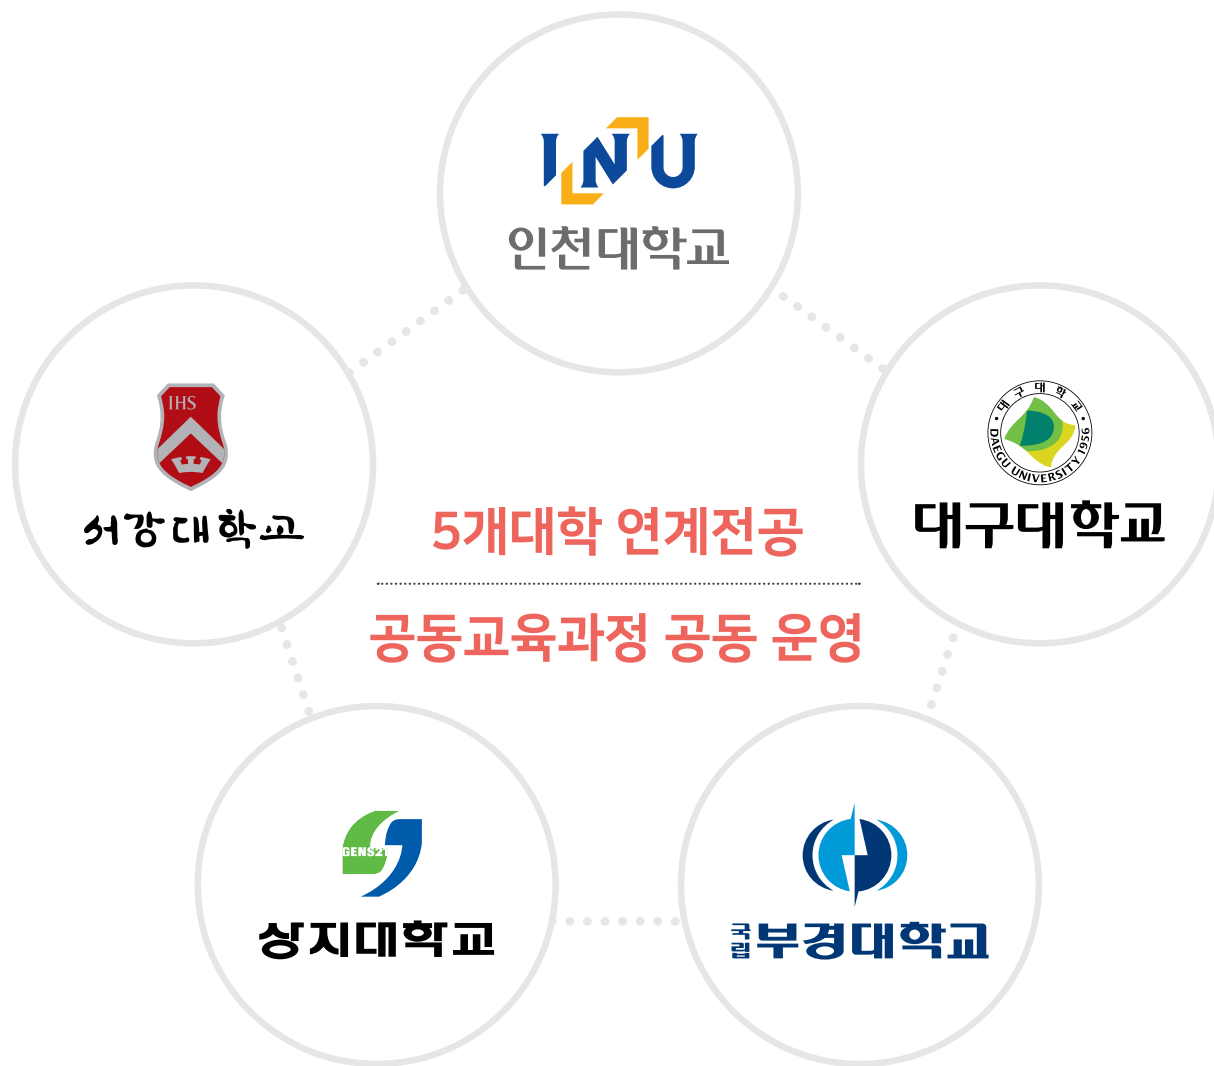 INU
인천대학교
IHS
서강대학교
대구대학교
DAEGU UNIVERSITY 1956
대구대학교
5개대학 연계전공
공동교육과정 공동 운영
GENS21
상지대학교
국립부경대학교